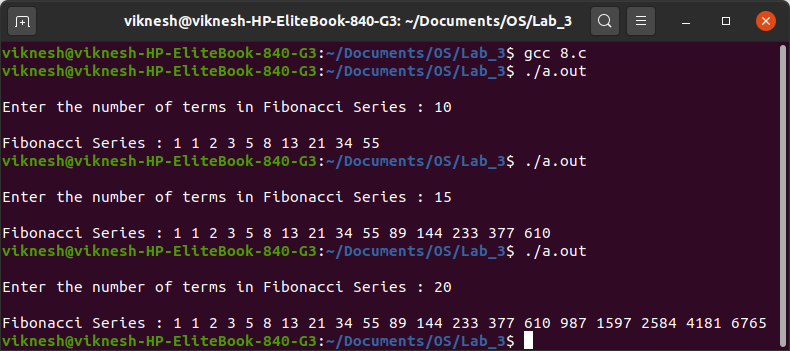 viknesh@viknesh-HP-EliteBook-840-G3: ~/Documents/OS/Lab_3
viknesh@viknesh-HP-EliteBook-840-G3:~/Documents/OS/Lab_3$ gcc 8.c
viknesh@viknesh-HP-EliteBook-840-G3:~/Documents/OS/Lab_3$ ./a.out
Enter the number of terms in Fibonacci Series : 10
Fibonacci Series : 1 1 2 3 5 8 13 21 34 55
viknesh@viknesh-HP-EliteBook-840-G3:~/Documents/OS/Lab_3$ ./a.out
Enter the number of terms in Fibonacci Series : 15
Fibonacci Series : 1 1 2 3 5 8 13 21 34 55 89 144 233 377 610
viknesh@viknesh-HP-EliteBook-840-G3:~/Documents/OS/Lab_3$ ./a.out
Enter the number of terms in Fibonacci Series : 20
Fibonacci Series : 1 1 2 3 5 8 13 21 34 55 89 144 233 377 610 987 1597 2584 4181 6765
viknesh@viknesh-HP-EliteBook-840-G3:~/Documents/OS/Lab_3$